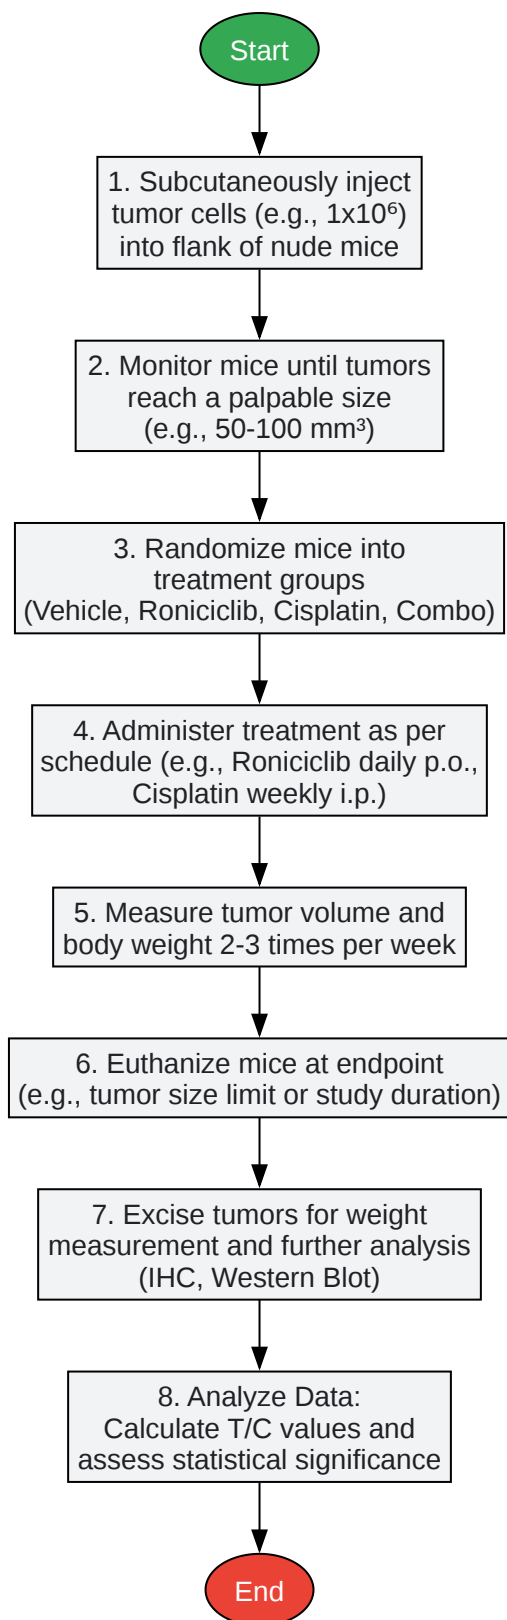 Start
1. Subcutaneously inject
tumor cells (e.g., 1x10⁶)
into flank of nude mice
2. Monitor mice until tumors
reach a palpable size
(e.g., 50-100 mm³)
3. Randomize mice into
treatment groups
(Vehicle, Roniciclib, Cisplatin, Combo)
4. Administer treatment as per
schedule (e.g., Roniciclib daily p.o.,
Cisplatin weekly i.p.)
5. Measure tumor volume and
body weight 2-3 times per week
6. Euthanize mice at endpoint
(e.g., tumor size limit or study duration)
7. Excise tumors for weight
measurement and further analysis
(IHC, Western Blot)
8. Analyze Data:
Calculate T/C values and
assess statistical significance
End